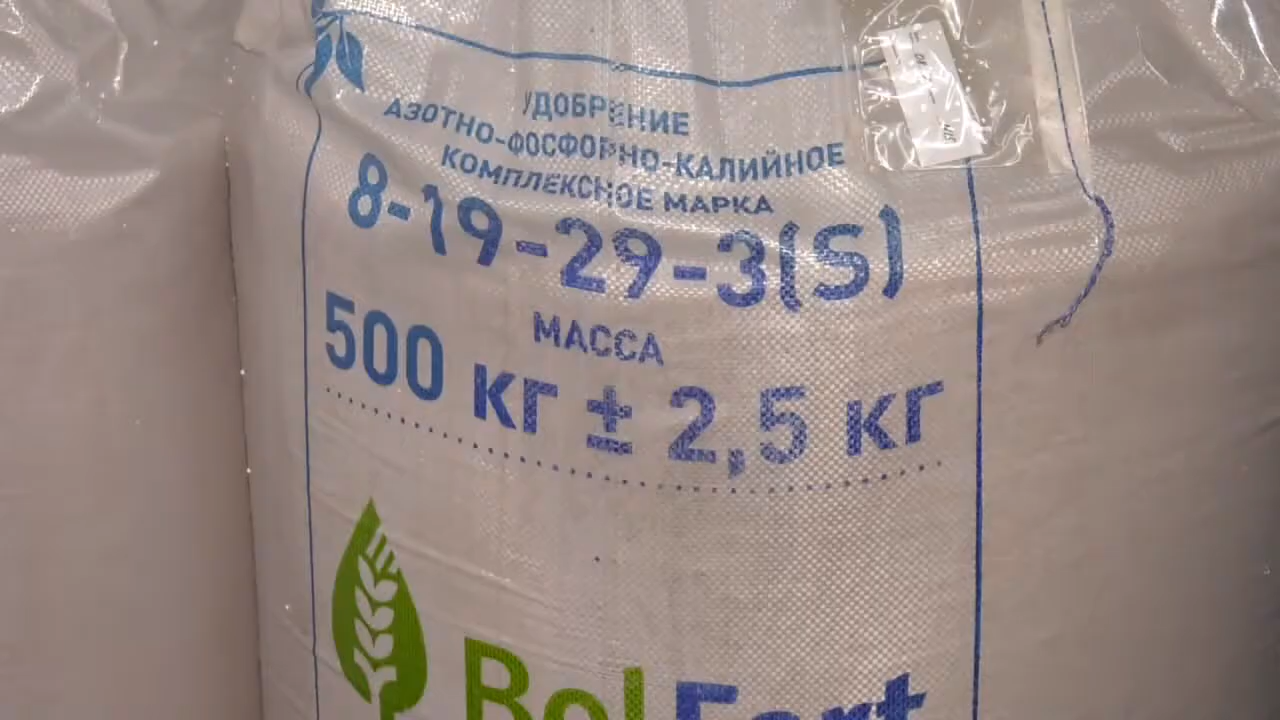 УДОБРЕНИЕ
АЗОТНО-ФОСФОРНО-КАЛИЙНОЕ
КОМПЛЕКСНОЕ МАРКА
8-19-29-3(S)
МАССА
500 кг ± 2,5 кг
BelFert